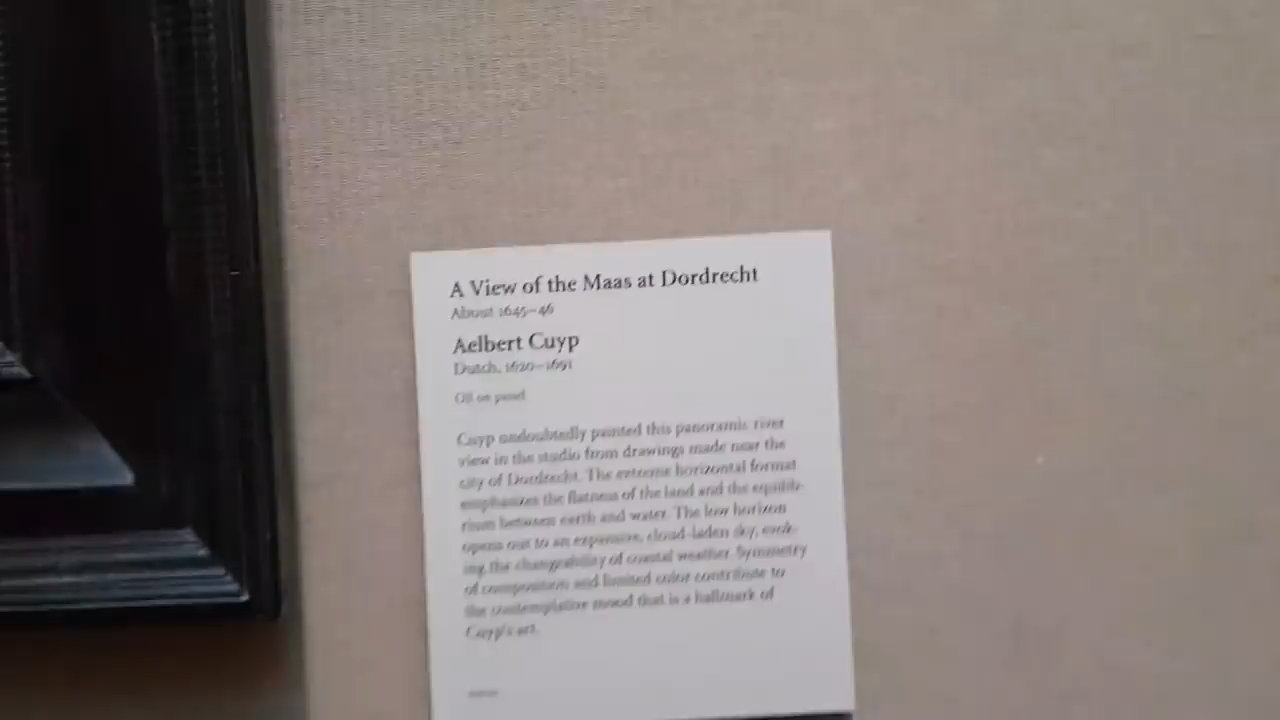 A View of the Maas at Dordrecht
About 1645–46
Aelbert Cuyp
Dutch, 1620–1691
Oil on panel
Cuyp undoubtedly painted this panoramic river
view in the studio from drawings made near the
city of Dordrecht. The extreme horizontal format
emphasizes the flatness of the land and the equilib-
rium between earth and water. The low horizon
opens out to an expansive, cloud-laden sky, evok-
ing the changeability of coastal weather. Symmetry
of composition and limited color contribute to
the contemplative mood that is a hallmark of
Cuyp's art.